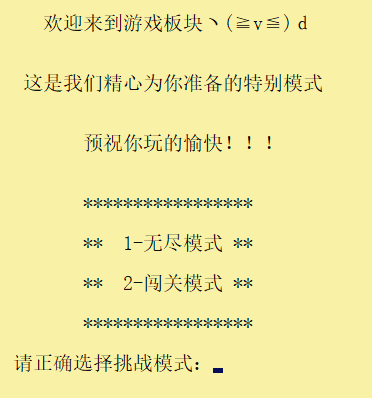 欢迎来到游戏板块丶(≧v≦)d
这是我们精心为你准备的特别模式
预祝你玩的愉快！！！
*****************
** 1-无尽模式 **
** 2-闯关模式 **
*****************
请正确选择挑战模式：